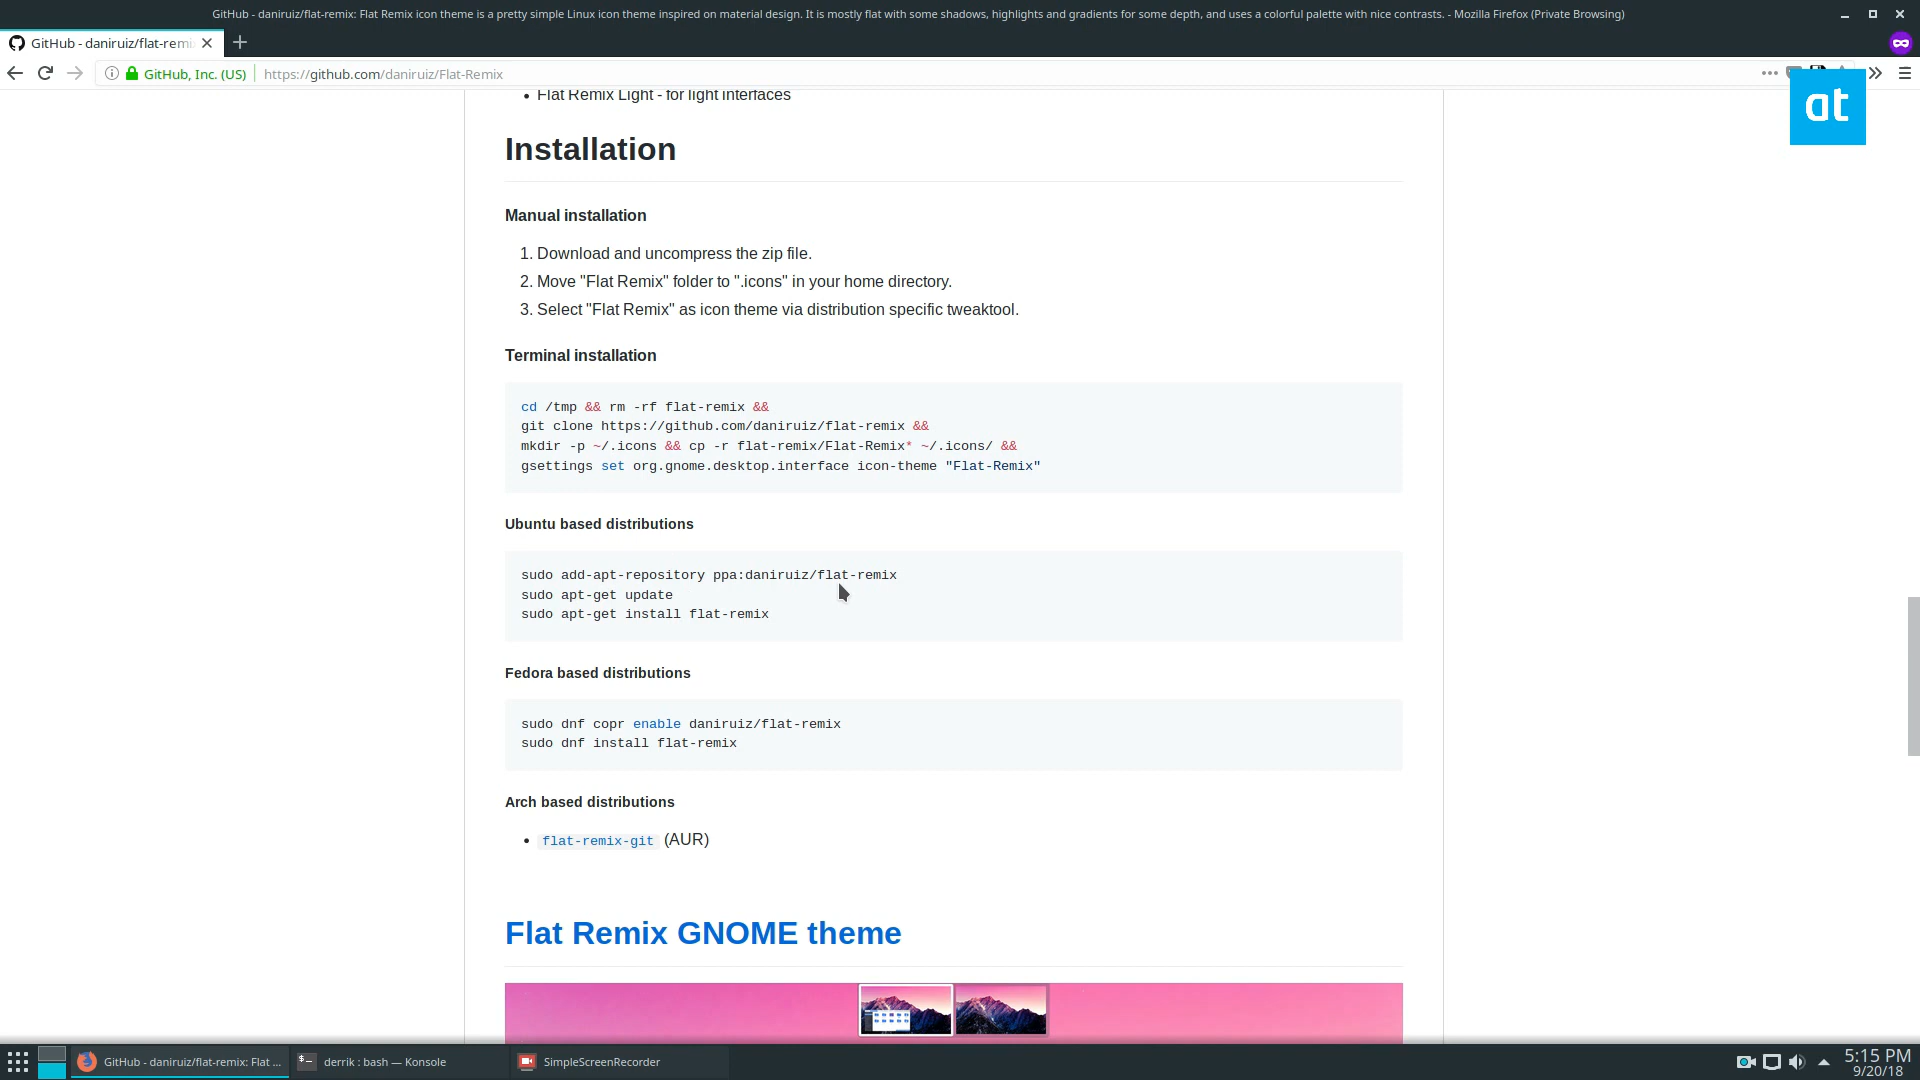 GitHub - daniruiz/flat-remix: Flat Remix icon theme is a pretty simple Linux icon theme inspired on material design. It is mostly flat with some shadows, highlights and gradients for some depth, and uses a colorful palette with nice contrasts. - Mozilla Firefox (Private Browsing)
GitHub - daniruiz/flat-remi
GitHub, Inc. (US) https://github.com/daniruiz/Flat-Remix
at
• Flat Remix Light - for light interfaces
Installation
Manual installation
1. Download and uncompress the zip file.
2. Move "Flat Remix" folder to ".icons" in your home directory.
3. Select "Flat Remix" as icon theme via distribution specific tweaktool.
Terminal installation
cd /tmp && rm -rf flat-remix &&
git clone https://github.com/daniruiz/flat-remix &&
mkdir -p ~/.icons && cp -r flat-remix/Flat-Remix* ~/.icons/ &&
gsettings set org.gnome.desktop.interface icon-theme "Flat-Remix"
Ubuntu based distributions
sudo add-apt-repository ppa:daniruiz/flat-remix
sudo apt-get update
sudo apt-get install flat-remix
Fedora based distributions
sudo dnf copr enable daniruiz/flat-remix
sudo dnf install flat-remix
Arch based distributions
• flat-remix-git (AUR)
Flat Remix GNOME theme
GitHub - daniruiz/flat-remix: Flat ...
derrik : bash — Konsole
SimpleScreenRecorder
5:15 PM
9/20/18